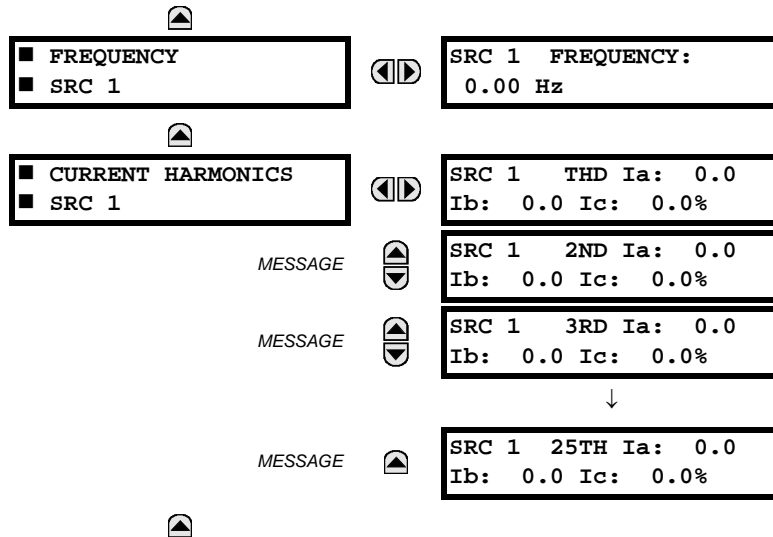 ■ FREQUENCY
■ SRC 1
SRC 1 FREQUENCY:
0.00 Hz
■ CURRENT HARMONICS
■ SRC 1
SRC 1 THD Ia: 0.0
Ib: 0.0 Ic: 0.0%
MESSAGE
SRC 1 2ND Ia: 0.0
Ib: 0.0 Ic: 0.0%
MESSAGE
SRC 1 3RD Ia: 0.0
Ib: 0.0 Ic: 0.0%
↓
MESSAGE
SRC 1 25TH Ia: 0.0
Ib: 0.0 Ic: 0.0%